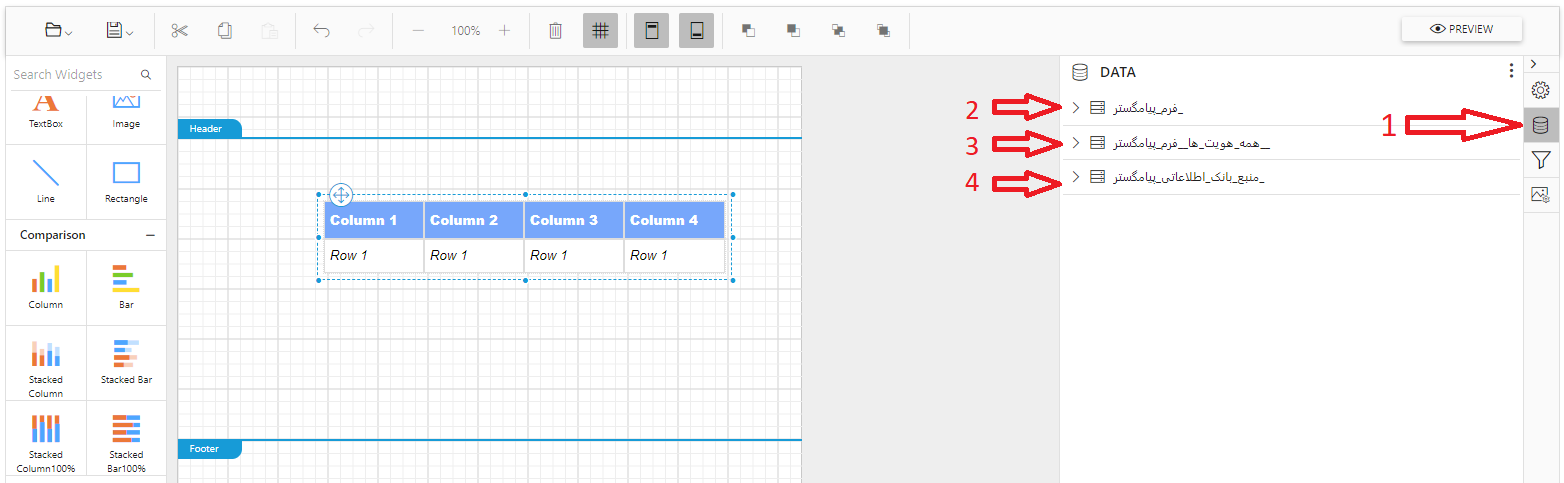 100%
PREVIEW
Search Widgets
TextBox
Image
Line
Rectangle
Comparison
Column
Bar
Stacked
Column
Stacked Bar
Stacked
Column100%
Stacked
Bar100%
Header
Column 1 Column 2 Column 3 Column 4
Row 1 Row 1 Row 1 Row 1
Footer
DATA
1
2
_فرم_پیامگستر
3
__همه_هویت_ها__فرم_پیامگستر
4
_منبع_بانک_اطلاعاتی_پیامگستر